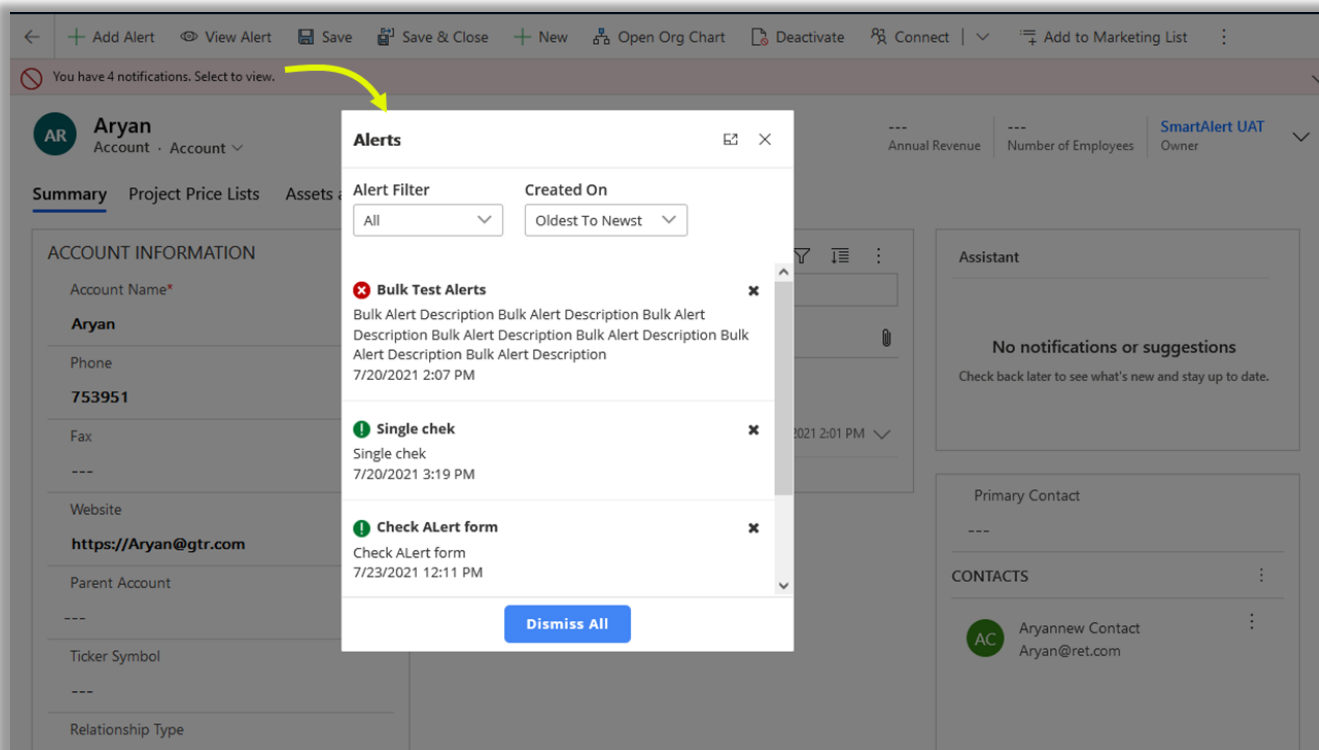 Add Alert View Alert Save Save & Close New Open Org Chart Deactivate Connect Add to Marketing List
You have 4 notifications. Select to view.
AR
Aryan
Account · Account
---
Annual Revenue
---
Number of Employees
SmartAlert UAT
Owner
Summary Project Price Lists Assets
Alerts
Alert Filter
All
Created On
Oldest To Newst
Bulk Test Alerts
Bulk Alert Description Bulk Alert Description Bulk Alert
Description Bulk Alert Description Bulk Alert Description Bulk
Alert Description Bulk Alert Description
7/20/2021 2:07 PM
Single chek
Single chek
7/20/2021 3:19 PM
Check ALert form
Check ALert form
7/23/2021 12:11 PM
Dismiss All
ACCOUNT INFORMATION
Account Name*
Aryan
Phone
753951
Fax
---
Website
https://Aryan@gtr.com
Parent Account
---
Ticker Symbol
---
Relationship Type
2021 2:01 PM
Assistant
No notifications or suggestions
Check back later to see what's new and stay up to date.
Primary Contact
---
CONTACTS
AC
Aryannew Contact
Aryan@ret.com